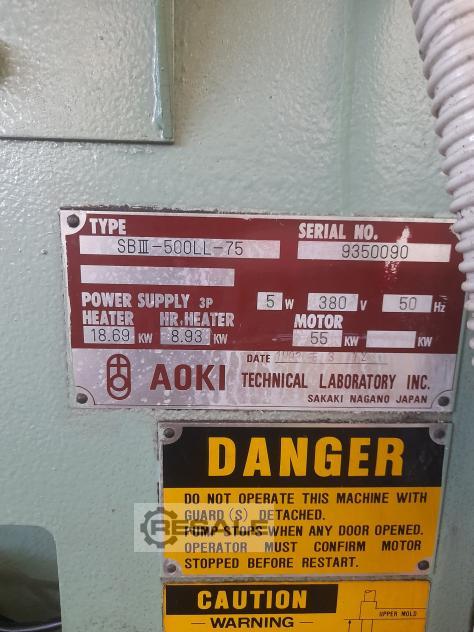 TYPE SERIAL NO.
SBⅢ-500LL-75 9350090
POWER SUPPLY 3P 5 W 380 V 50 Hz
HEATER HR, HEATER MOTOR
18.69 KW 8.93 KW 55 KW KW
DATE
AOKI TECHNICAL LABORATORY INC.
SAKAKI NAGANO JAPAN
DANGER
DO NOT OPERATE THIS MACHINE WITH
GUARD(S) DETACHED.
PUMP STOPS WHEN ANY DOOR OPENED.
OPERATOR MUST CONFIRM MOTOR
STOPPED BEFORE RESTART.
RESALE
CAUTION
WARNING
UPPER MOLD